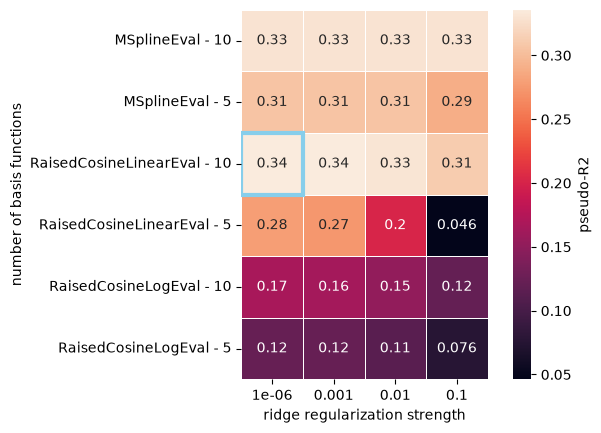 MSplineEval - 10 0.33 0.33 0.33 0.33
MSplineEval - 5 0.31 0.31 0.31 0.29
RaisedCosineLinearEval - 10 0.34 0.34 0.33 0.31
RaisedCosineLinearEval - 5 0.28 0.27 0.2 0.046
RaisedCosineLogEval - 10 0.17 0.16 0.15 0.12
RaisedCosineLogEval - 5 0.12 0.12 0.11 0.076
1e-06 0.001 0.01 0.1
ridge regularization strength
number of basis functions
0.30
0.25
0.20
0.15
0.10
0.05
pseudo-R2